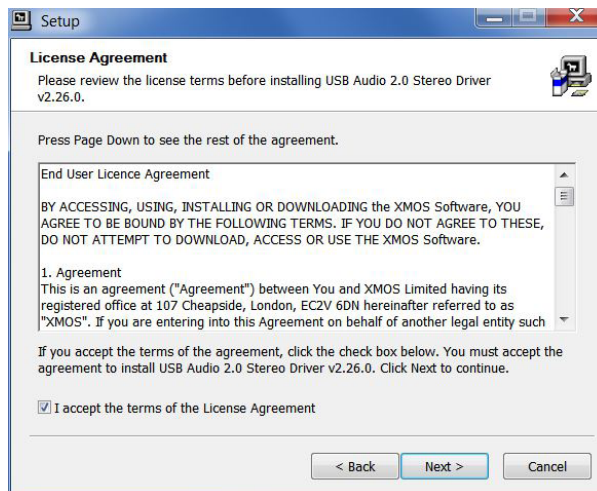 Setup
License Agreement
Please review the license terms before installing USB Audio 2.0 Stereo Driver
v2.26.0.
Press Page Down to see the rest of the agreement.
End User Licence Agreement
BY ACCESSING, USING, INSTALLING OR DOWNLOADING the XMOS Software, YOU
AGREE TO BE BOUND BY THE FOLLOWING TERMS. IF YOU DO NOT AGREE TO THESE,
DO NOT ATTEMPT TO DOWNLOAD, ACCESS OR USE THE XMOS Software.
1. Agreement
This is an agreement ("Agreement") between You and XMOS Limited having its
registered office at 107 Cheapside, London, EC2V 6DN hereinafter referred to as
"XMOS". If you are entering into this Agreement on behalf of another legal entity such
If you accept the terms of the agreement, click the check box below. You must accept the
agreement to install USB Audio 2.0 Stereo Driver v2.26.0. Click Next to continue.
I accept the terms of the License Agreement
< Back Next > Cancel